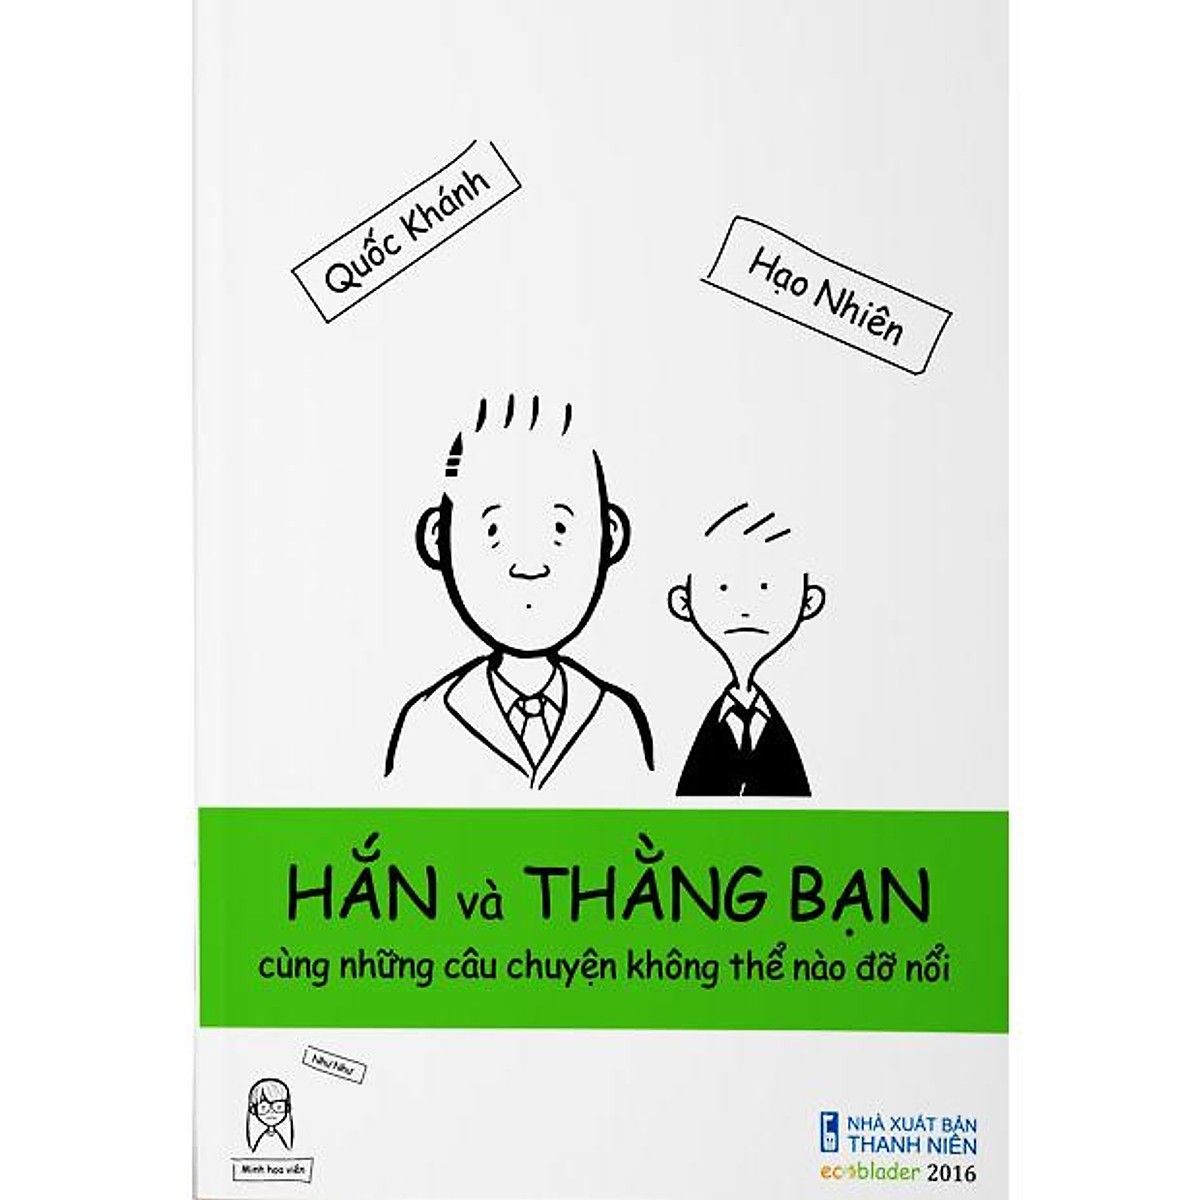 Quốc Khánh
Hạo Nhiên
HẮN và THẰNG BẠN
cùng những câu chuyện không thể nào đỡ nổi
Như Như
Minh họa viên
NHÀ XUẤT BẢN
THANH NIÊN
ecoblader 2016